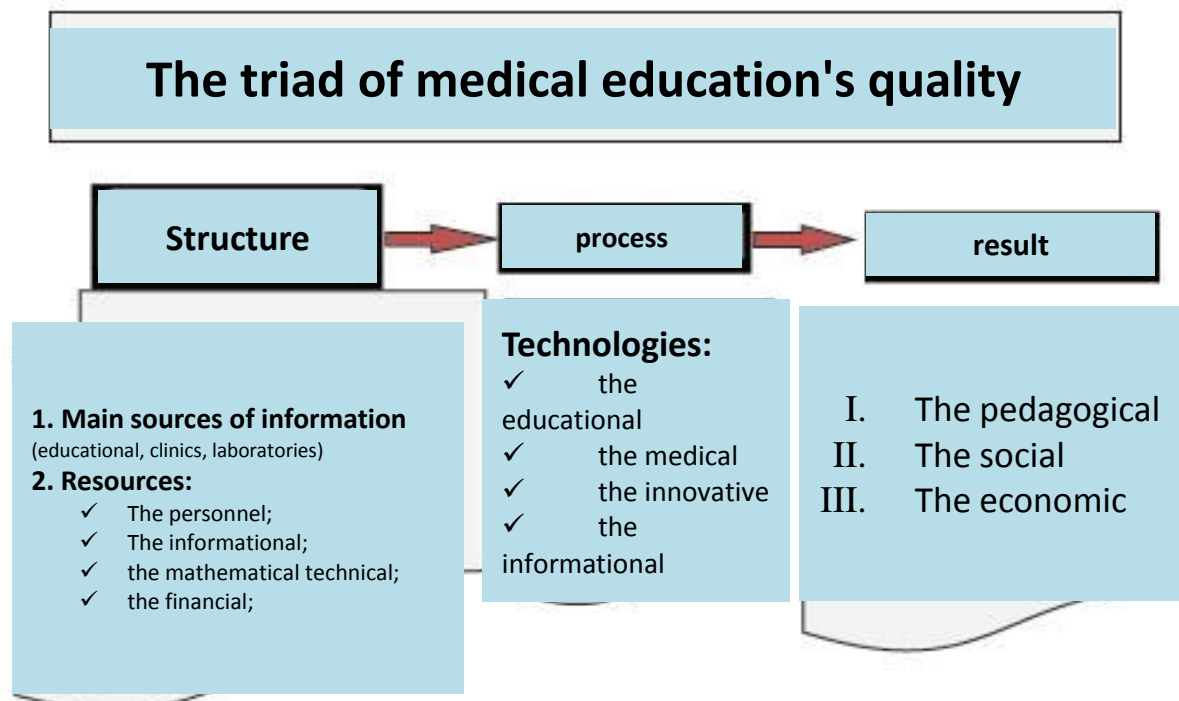 The triad of medical education's quality
Structure
process
result
1. Main sources of information
(educational, clinics, laboratories)
2. Resources:
✓ The personnel;
✓ The informational;
✓ the mathematical technical;
✓ the financial;
Technologies:
✓ the
educational
✓ the medical
✓ the innovative
✓ the
informational
I. The pedagogical
II. The social
III. The economic